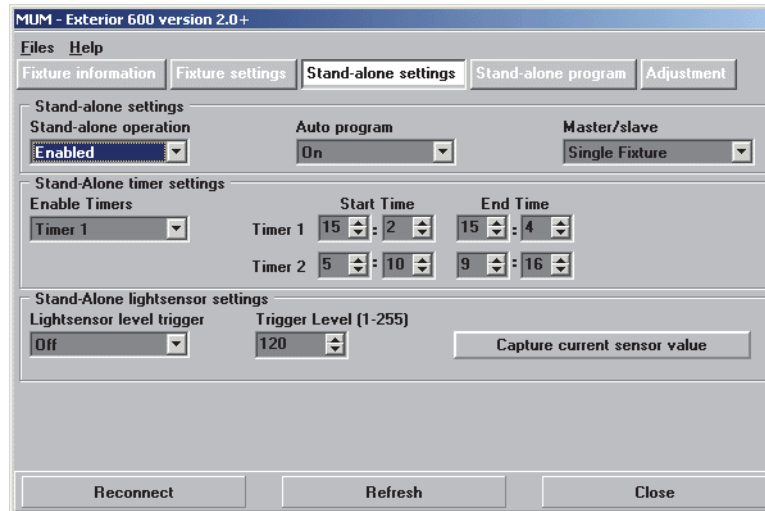 MUM - Exterior 600 version 2.0+
Files Help
Fixture information Fixture settings Stand-alone settings Stand-alone program Adjustment
Stand-alone settings
Stand-alone operation Auto program Master/slave
Enabled On Single Fixture
Stand-Alone timer settings
Enable Timers Start Time End Time
Timer 1 Timer 1 15 : 2 15 : 4
Timer 2 5 : 10 9 : 16
Stand-Alone lightsensor settings
Lightsensor level trigger Trigger Level (1-255)
Off 120 Capture current sensor value
Reconnect Refresh Close